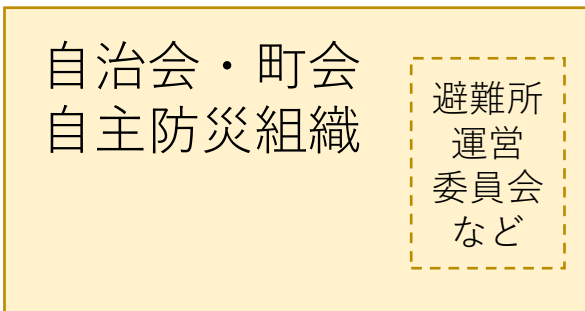 自治会・町会
自主防災組織
避難所
運営
委員会
など